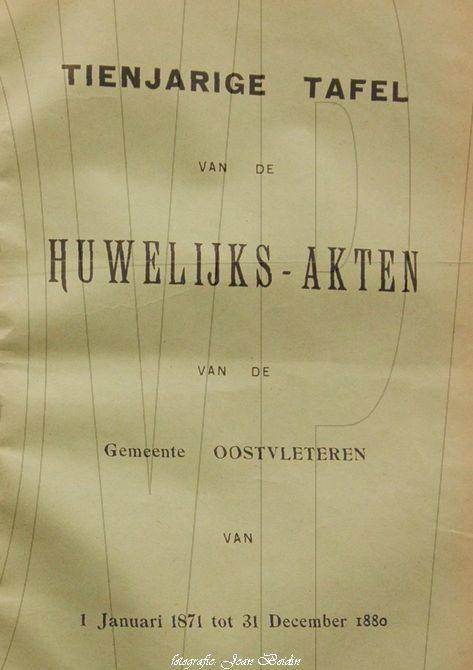 TIENJARIGE TAFEL
VAN DE
HUWELIJKS-AKTEN
VAN DE
Gemeente OOSTVLETEREN
VAN
1 Januari 1871 tot 31 December 1880
fotografie: Jean Boidin